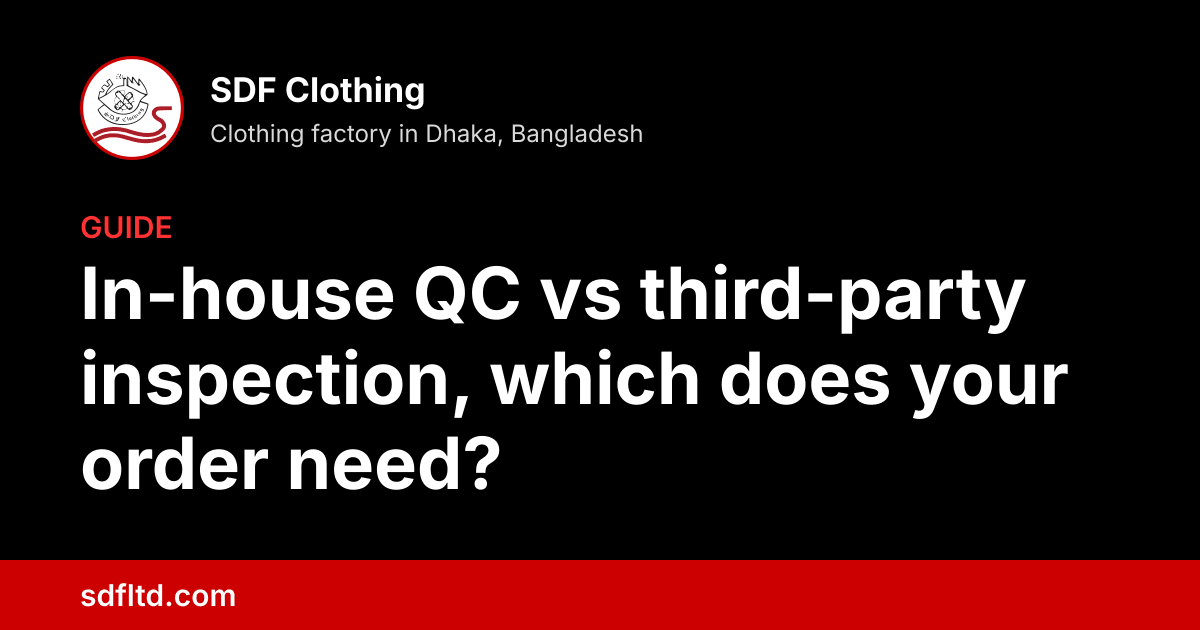 SDF Clothing
Clothing factory in Dhaka, Bangladesh
GUIDE
In-house QC vs third-party
inspection, which does your
order need?
sdfltd.com